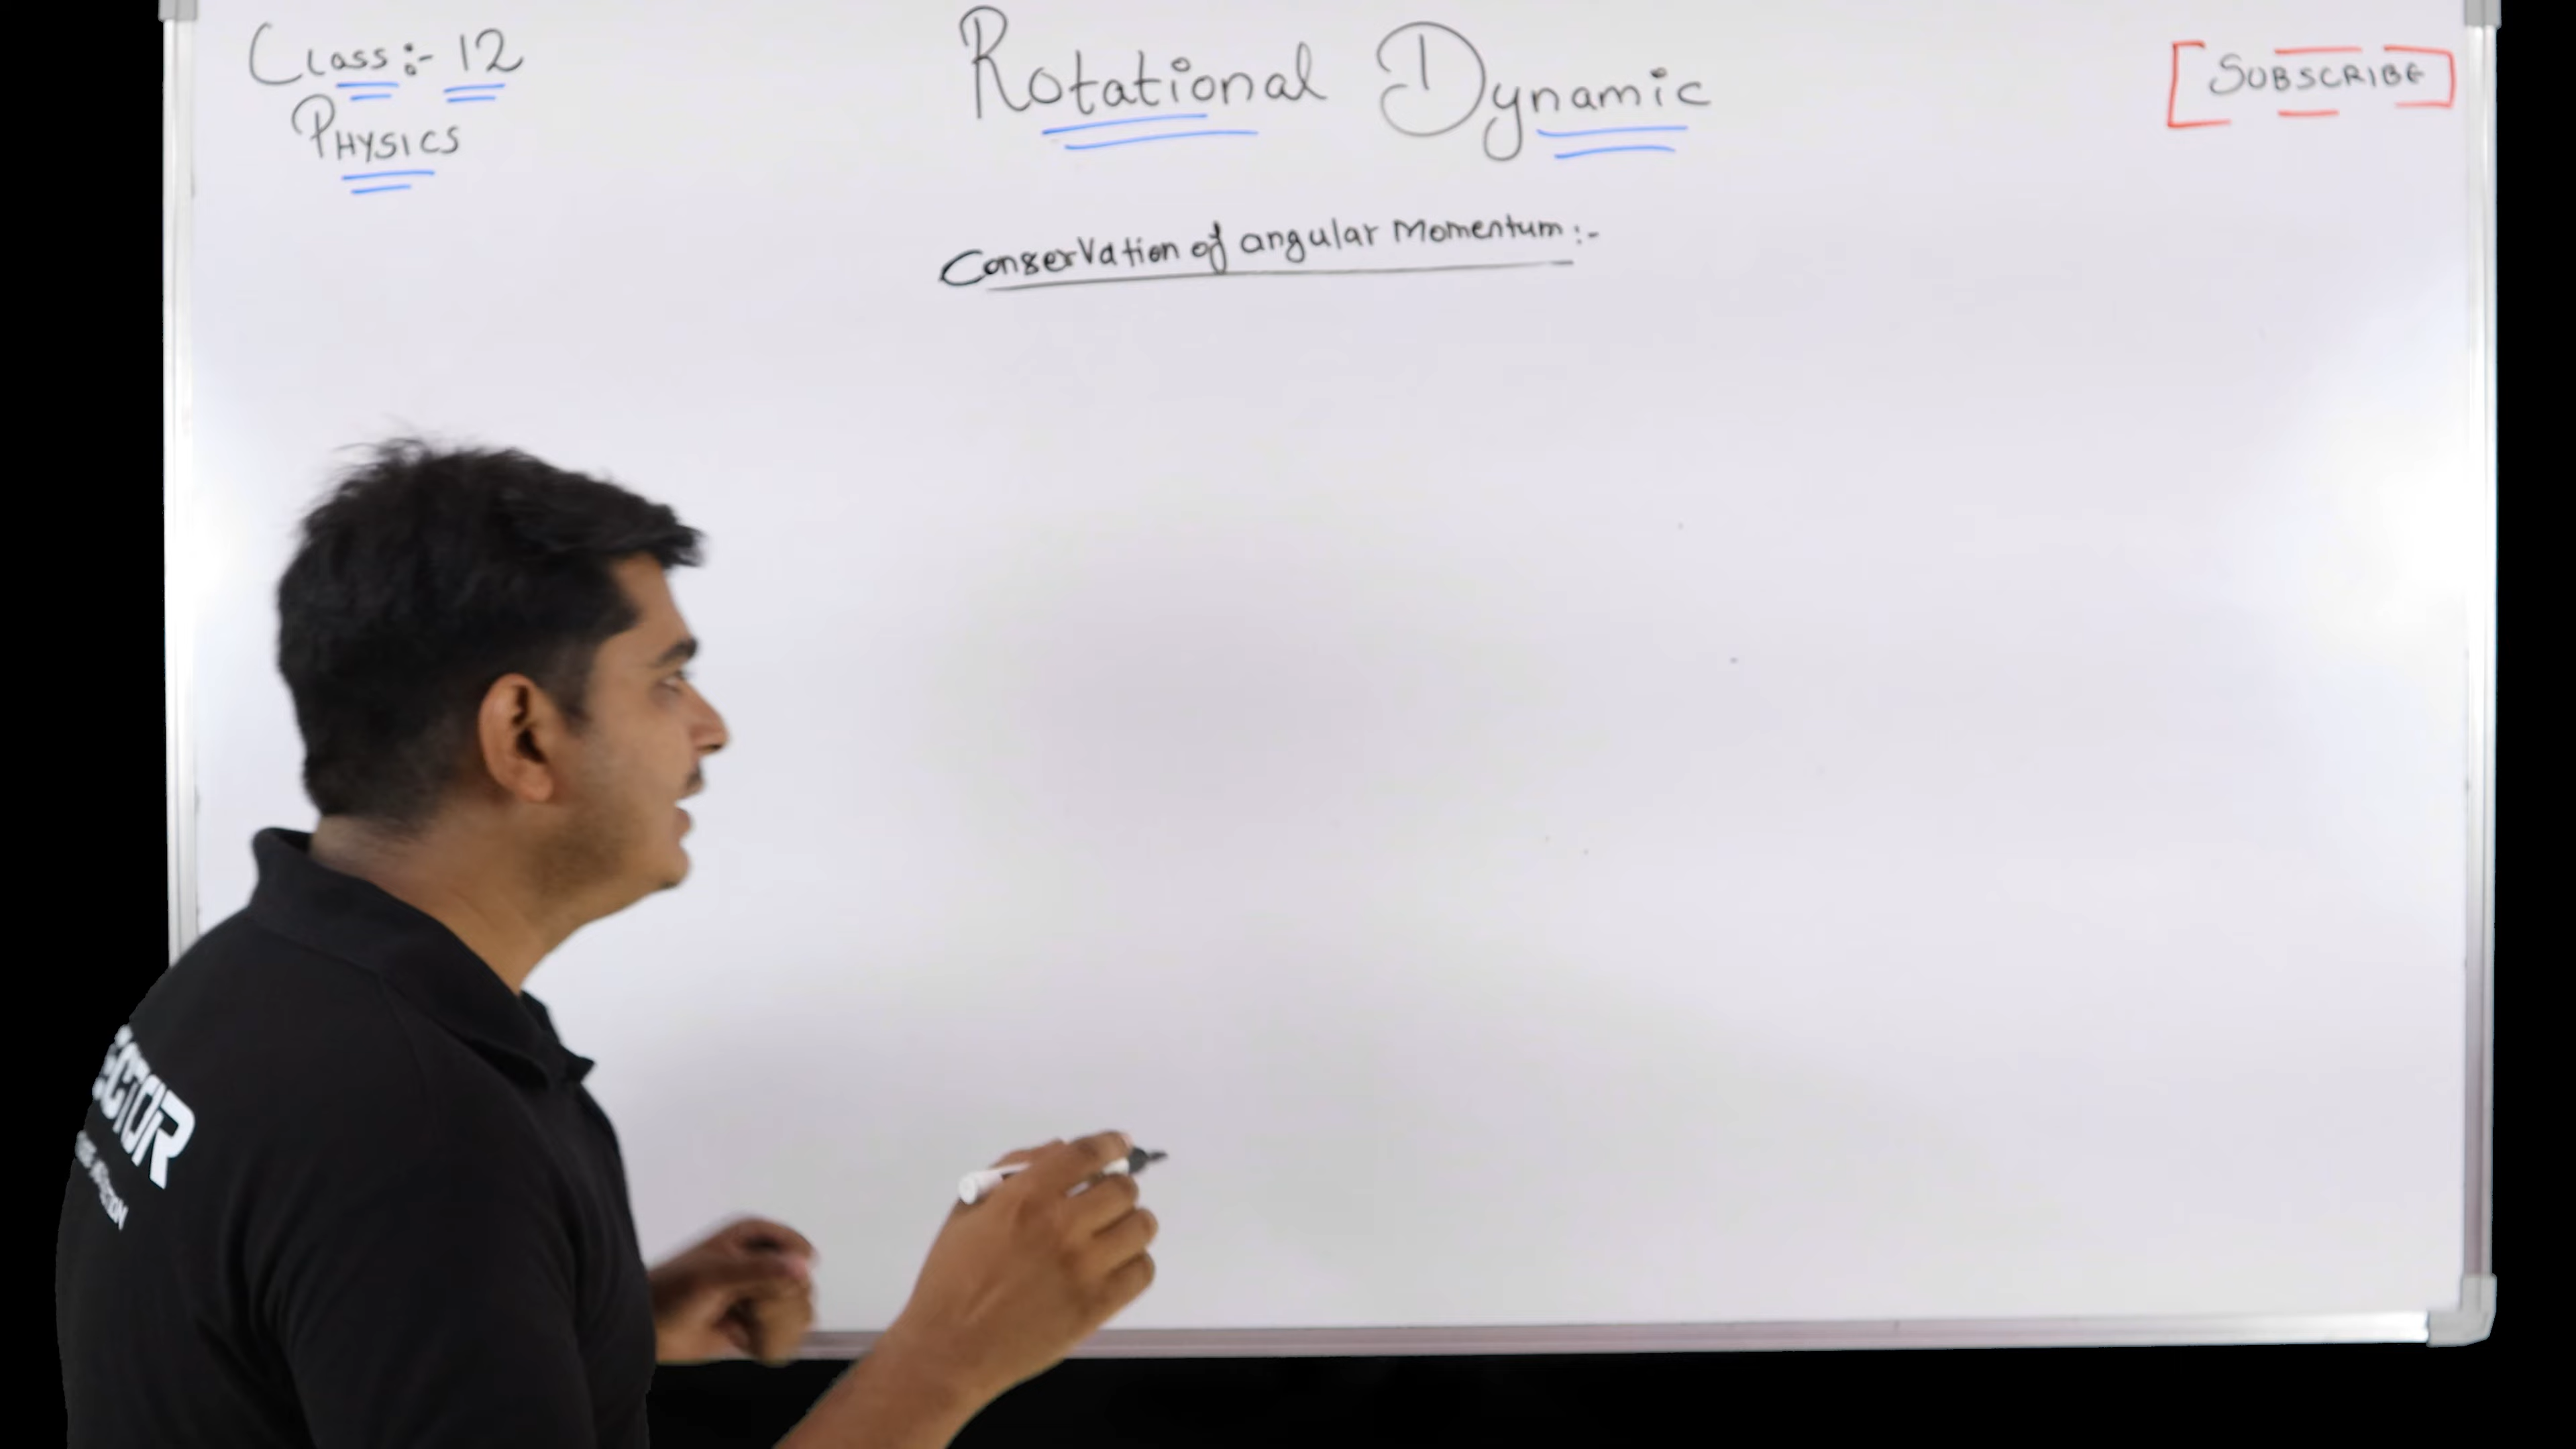 Class:- 12
PHYSICS
Rotational Dynamic
[SUBSCRIBE]
Conservation of angular Momentum:-